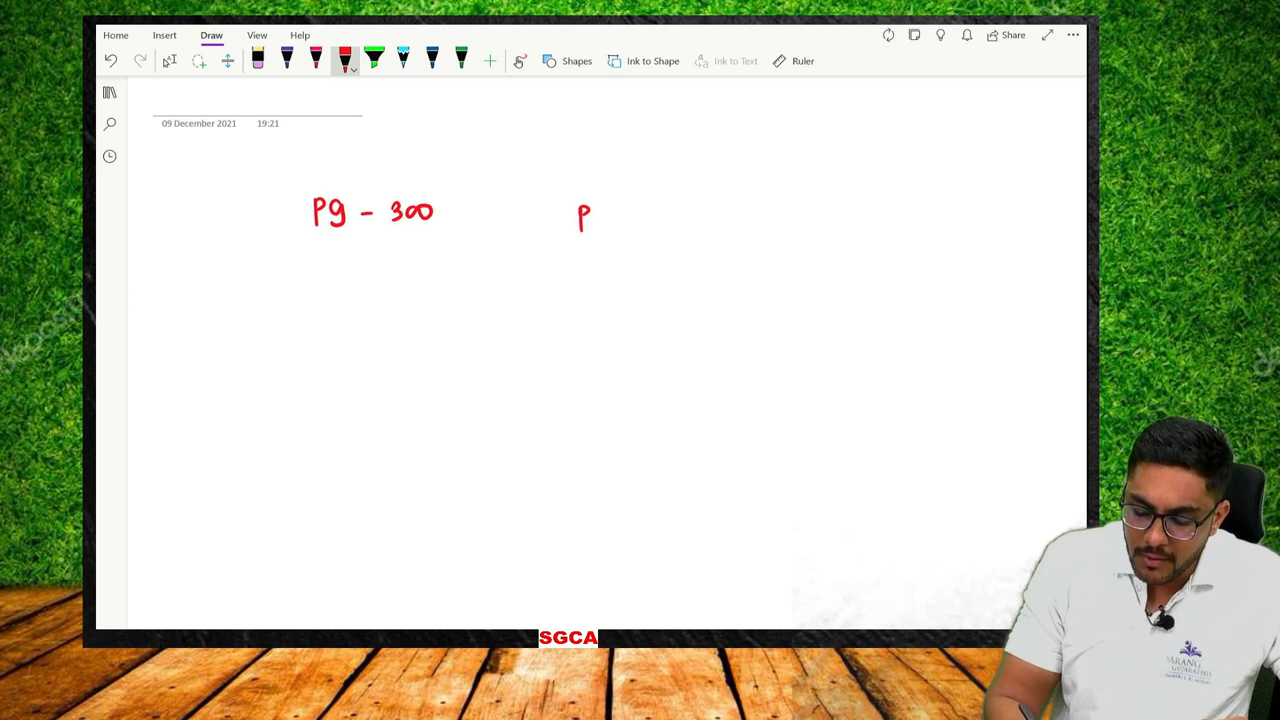 Home Insert Draw View Help Share
Shapes Ink to Shape Ink to Text Ruler
09 December 2021 19:21
Pg - 300 P
SGCA